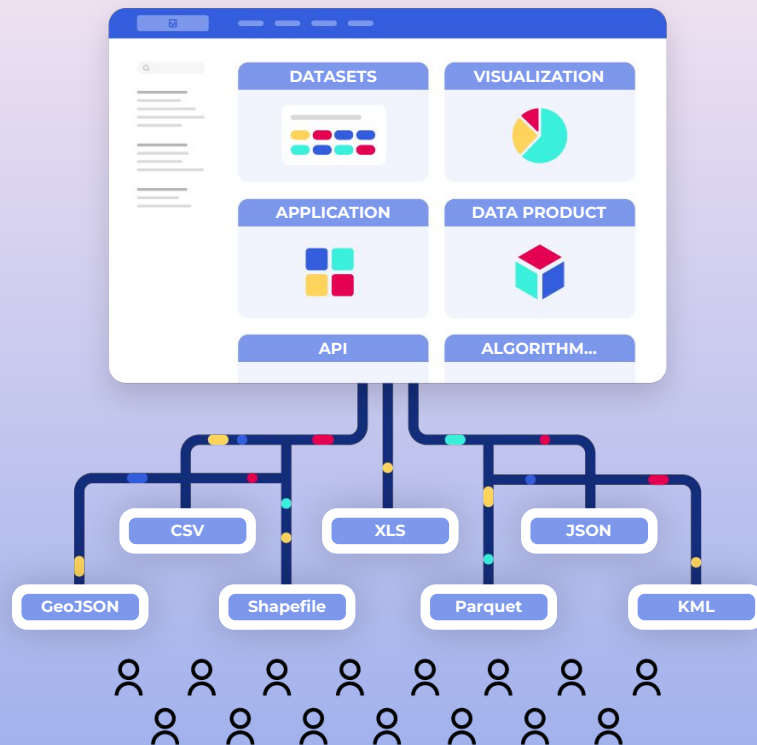 DATASETS
VISUALIZATION
APPLICATION
DATA PRODUCT
API
ALGORITHM...
CSV
XLS
JSON
GeoJSON
Shapefile
Parquet
KML